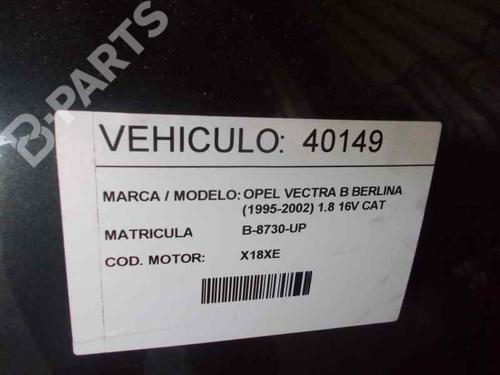 B-PARTS
VEHICULO: 40149
MARCA / MODELO: OPEL VECTRA B BERLINA
(1995-2002) 1.8 16V CAT
MATRICULA B-8730-UP
COD. MOTOR: X18XE
B-PARTS